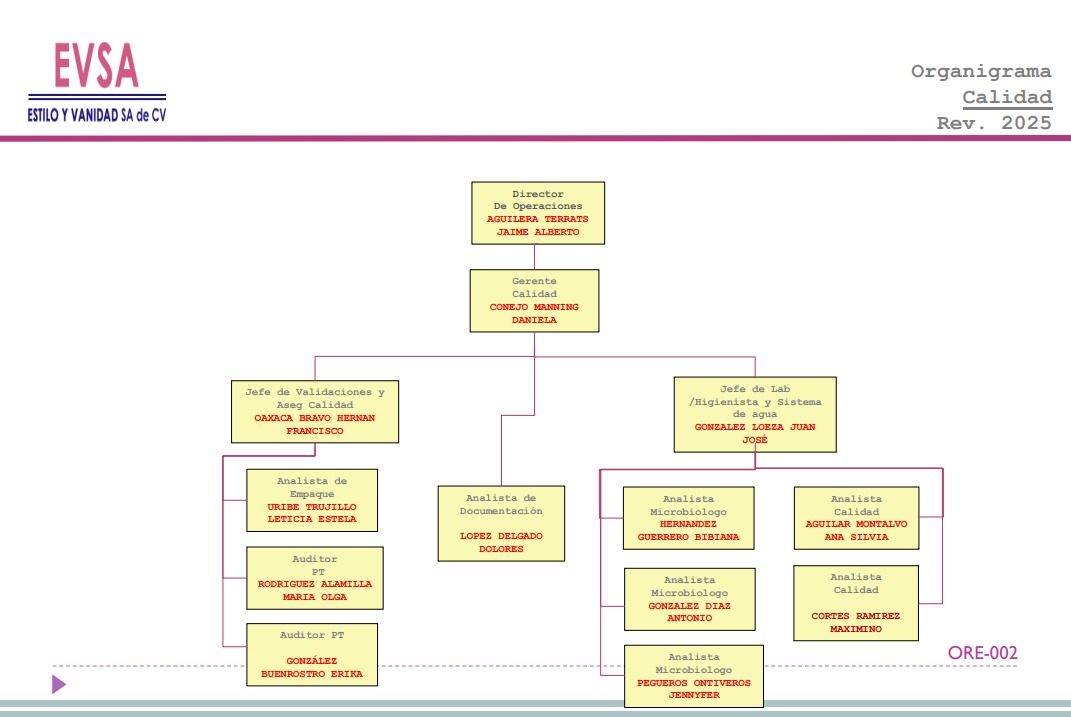 EVSA
ESTILO Y VANIDAD SA de CV
Organigrama
Calidad
Rev. 2025
Director
De Operaciones
AGUILERA TERRATS
JAIME ALBERTO
Gerente
Calidad
CONEJO MANNING
DANIELA
Jefe de Validaciones y
Aseg Calidad
OAXACA BRAVO HERNAN
FRANCISCO
Jefe de Lab
/Higienista y Sistema
de agua
GONZALEZ LOEZA JUAN
JOSÉ
Analista de
Empaque
URIBE TRUJILLO
LETICIA ESTELA
Auditor
PT
RODRIGUEZ ALAMILLA
MARIA OLGA
Auditor PT
GONZÁLEZ
BUENROSTRO ERIKA
Analista de
Documentación
LOPEZ DELGADO
DOLORES
Analista
Microbiologo
HERNANDEZ
GUERRERO BIBIANA
Analista
Microbiologo
GONZALEZ DIAZ
ANTONIO
Analista
Microbiologo
PEGUEROS ONTIVEROS
JENNYFER
Analista
Calidad
AGUILAR MONTALVO
ANA SILVIA
Analista
Calidad
CORTES RAMIREZ
MAXIMINO
ORE-002